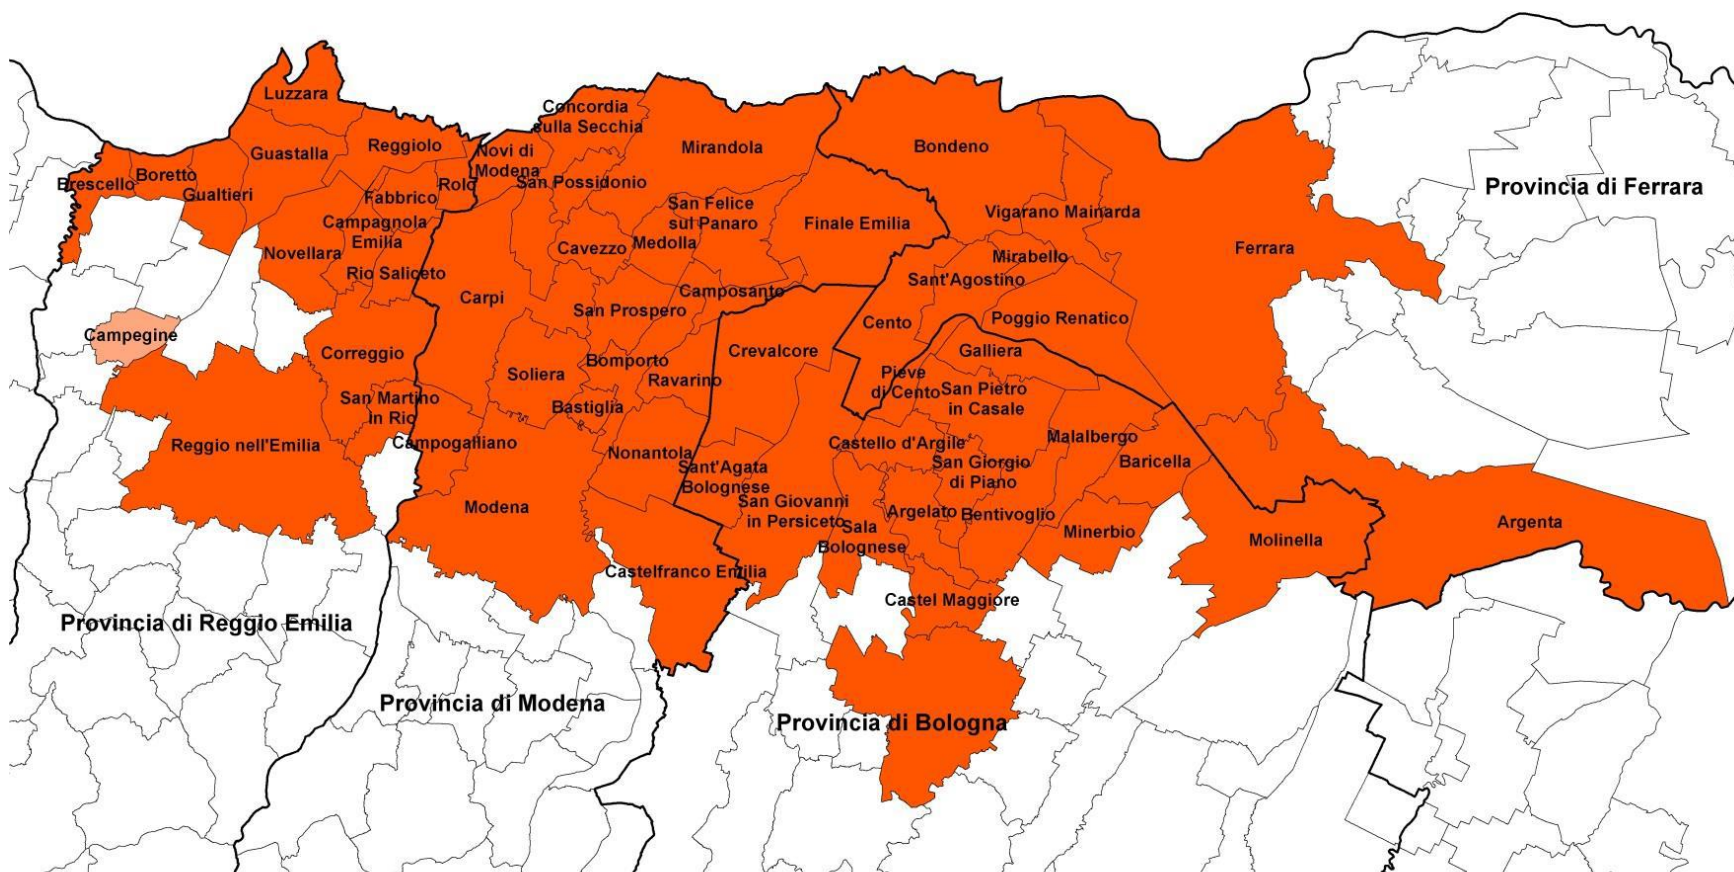 Luzzara
Concordia
sulla Secchia
Guastalla
Reggiolo
Novi di
Modena
Mirandola
Bondeno
Brescello
Boretto
Gualtieri
Fabbrico
Rolo
San Possidonio
Provincia di Ferrara
Campagnola
Emilia
San Felice
sul Panaro
Finale Emilia
Vigarano Mainarda
Novellara
Cavezzo
Medolla
Mirabello
Ferrara
Rio Saliceto
Carpi
Camposanto
Sant'Agostino
Campegine
San Prospero
Cento
Poggio Renatico
Correggio
Soliera
Bomporto
Crevalcore
Galliera
San Martino
in Rio
Bastiglia
Ravarino
Pieve
di Cento
San Pietro
in Casale
Reggio nell'Emilia
Campogalliano
Nonantola
Castello d'Argile
Malalbergo
Sant'Agata
Bolognese
San Giorgio
di Piano
Baricella
Modena
San Giovanni
in Persiceto
Sala
Bolognese
Argelato
Bentivoglio
Minerbio
Molinella
Argenta
Castelfranco Emilia
Castel Maggiore
Provincia di Reggio Emilia
Provincia di Modena
Provincia di Bologna